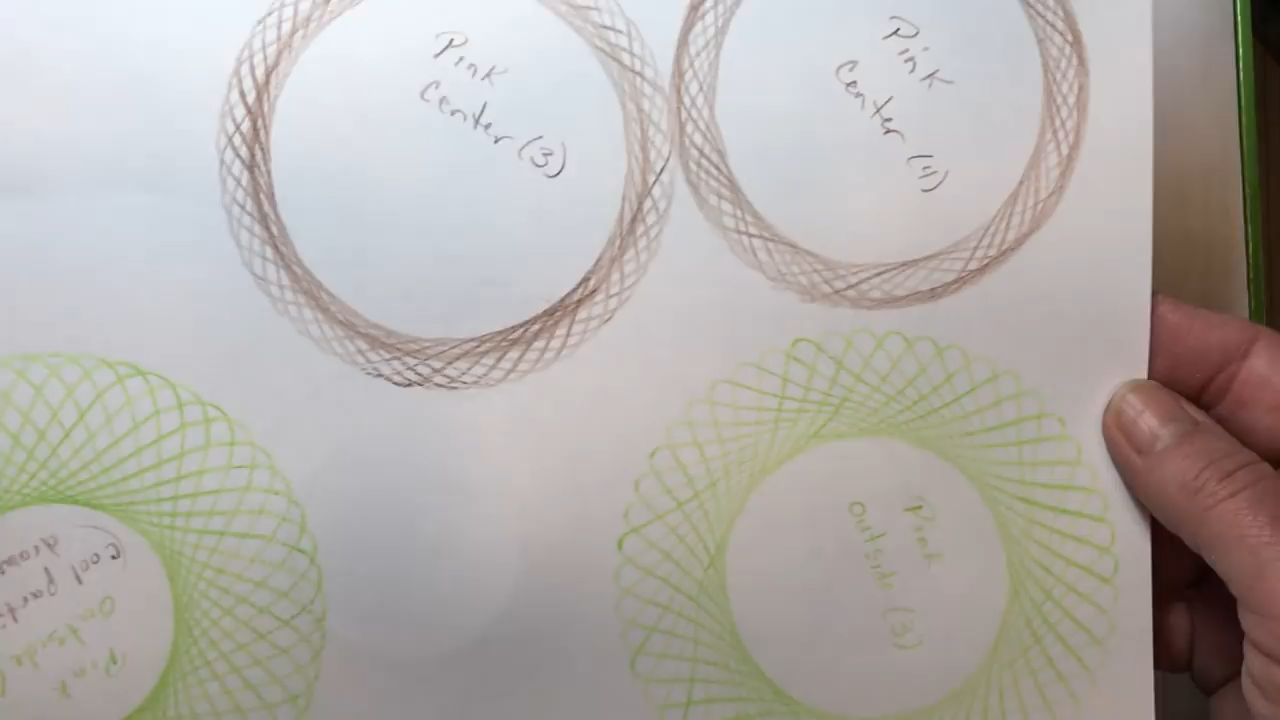 Pink
Center (3)
Pink
Center (4)
Pink
outside (3)
(Cool part
Pink
Outside